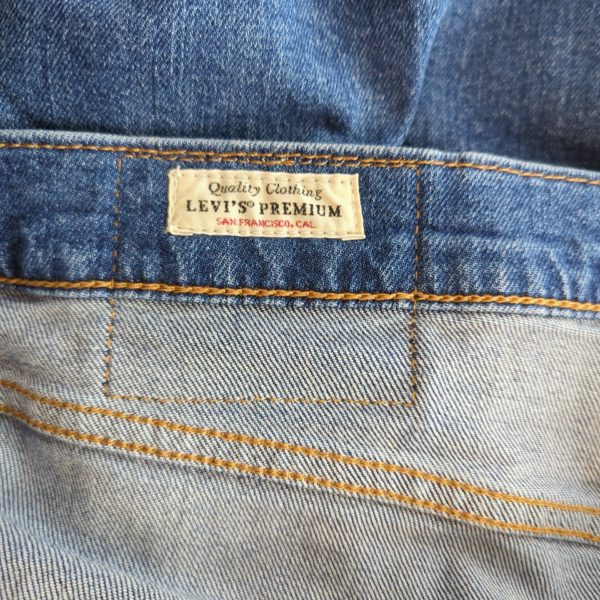 Quality Clothing
LEVI'S® PREMIUM
SAN FRANCISCO, CAL.